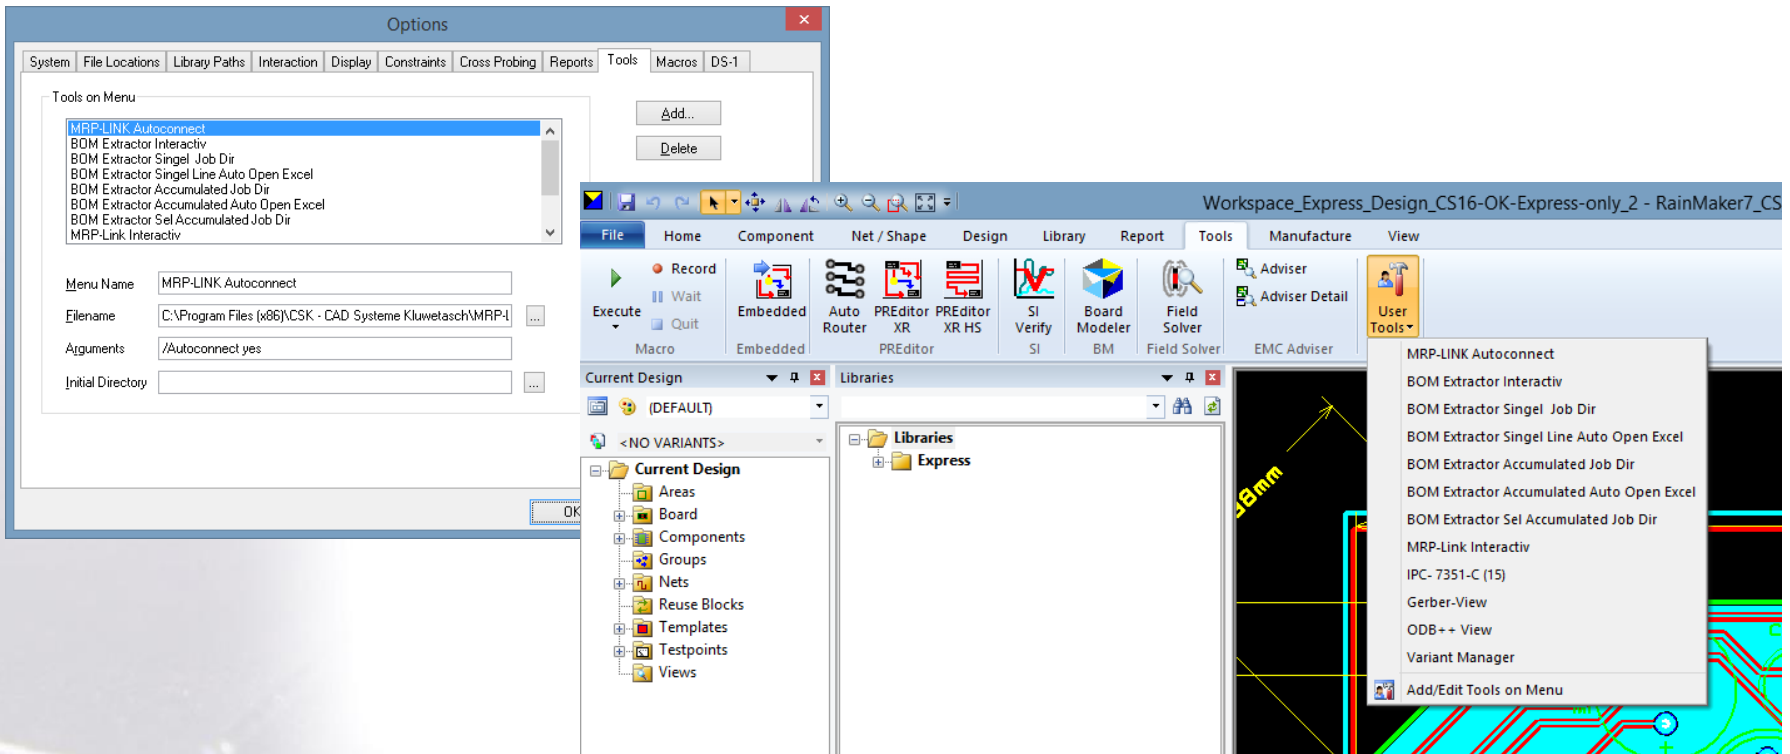 Options
System File Locations Library Paths Interaction Display Constraints Cross Probing Reports Tools Macros DS-1
Tools on Menu
MRP-LINK Autoconnect
BOM Extractor Interactiv
BOM Extractor Singel Job Dir
BOM Extractor Singel Line Auto Open Excel
BOM Extractor Accumulated Job Dir
BOM Extractor Accumulated Auto Open Excel
BOM Extractor Sel Accumulated Job Dir
MRP-Link Interactiv
Add...
Delete
Menu Name MRP-LINK Autoconnect
Filename C:\Program Files (x86)\CSK - CAD Systeme Kluwetasch\MRP-L ...
Arguments /Autoconnect yes
Initial Directory ...
OK
Workspace_Express_Design_CS16-OK-Express-only_2 - RainMaker7_CS
File Home Component Net / Shape Design Library Report Tools Manufacture View
Execute
Record
Wait
Quit
Macro
Embedded
Embedded
Auto Router
PREditor XR
PREditor XR HS
PREditor
SI Verify
SI
Board Modeler
BM
Field Solver
Field Solver
Adviser
Adviser Detail
EMC Adviser
User Tools
Current Design
(DEFAULT)
<NO VARIANTS>
Current Design
Areas
Board
Components
Groups
Nets
Reuse Blocks
Templates
Testpoints
Views
Libraries
Libraries
Express
8mm
MRP-LINK Autoconnect
BOM Extractor Interactiv
BOM Extractor Singel Job Dir
BOM Extractor Singel Line Auto Open Excel
BOM Extractor Accumulated Job Dir
BOM Extractor Accumulated Auto Open Excel
BOM Extractor Sel Accumulated Job Dir
MRP-Link Interactiv
IPC- 7351-C (15)
Gerber-View
ODB++ View
Variant Manager
Add/Edit Tools on Menu